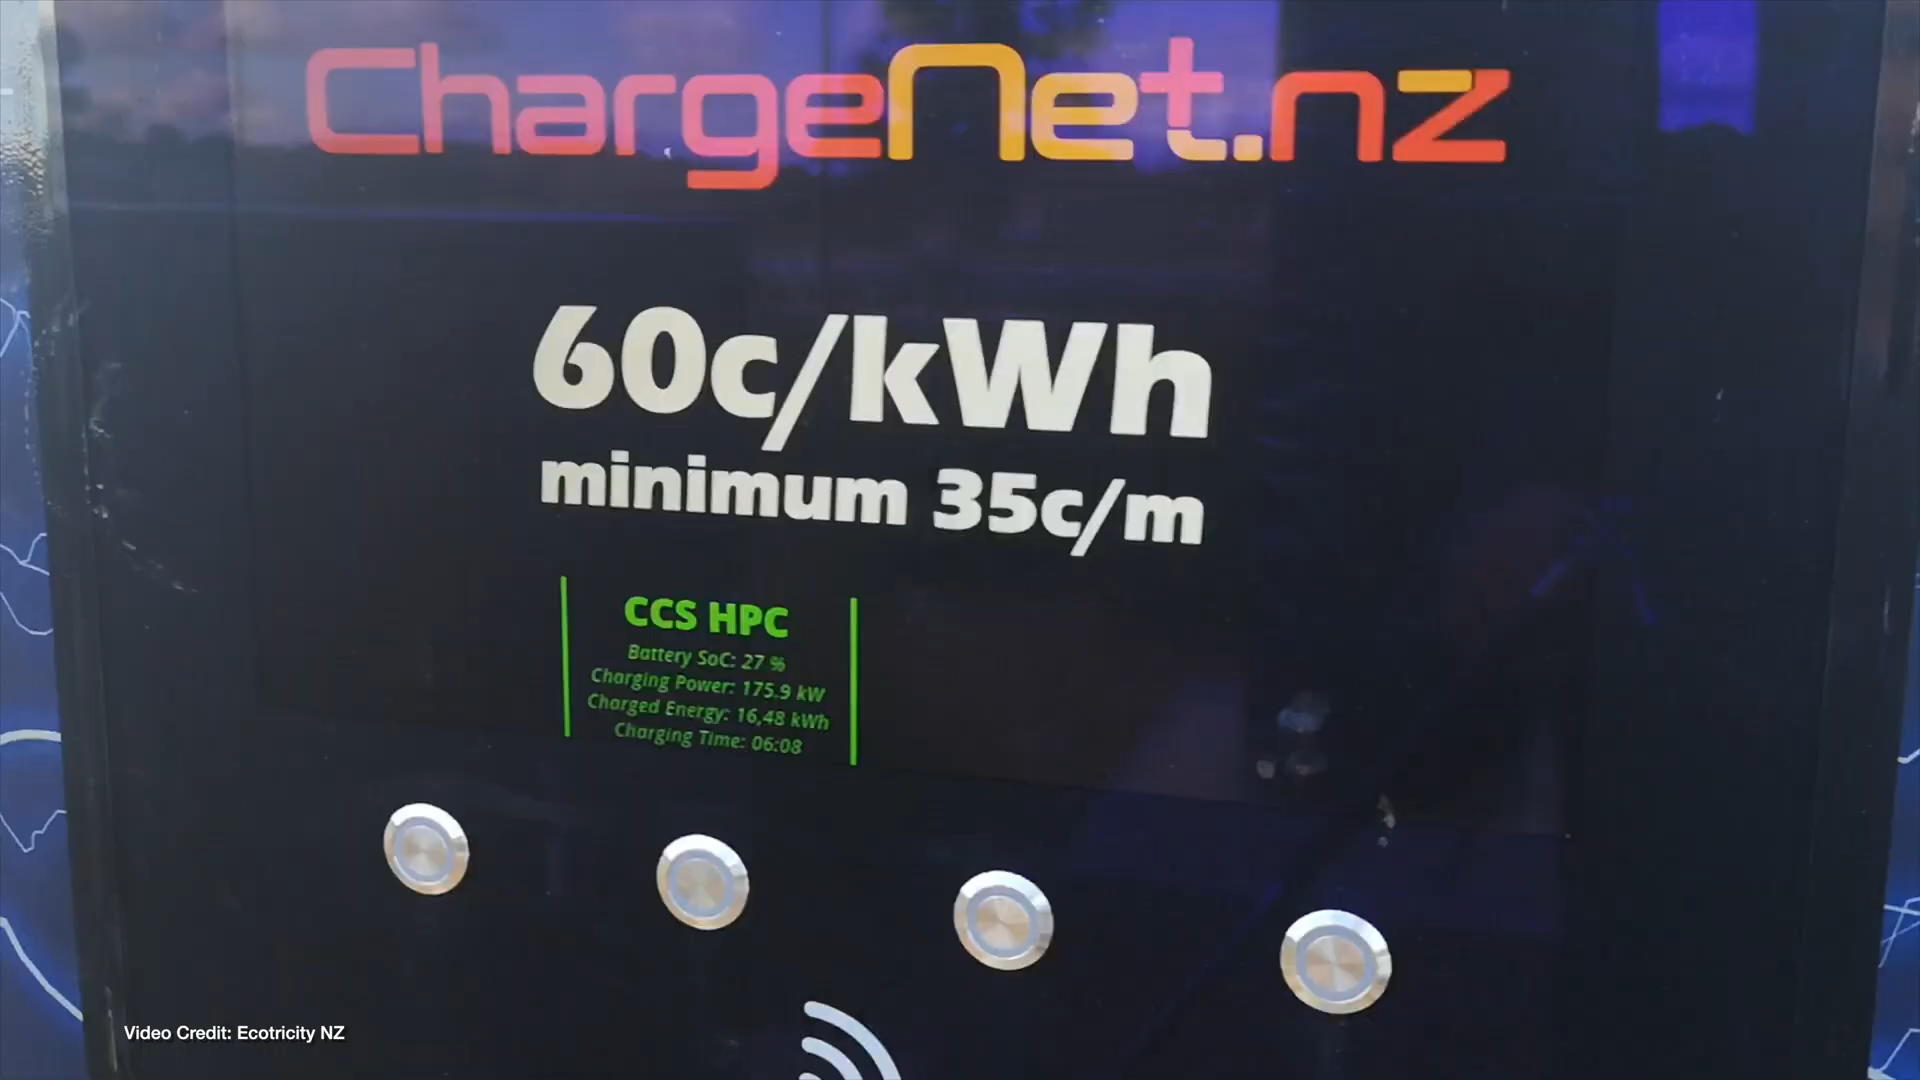 ChargeNet.nz
60c/kWh
minimum 35c/m
CCS HPC
Battery SoC: 27 %
Charging Power: 175.9 kW
Charged Energy: 16,48 kWh
Charging Time: 06:08
Video Credit: Ecotricity NZ